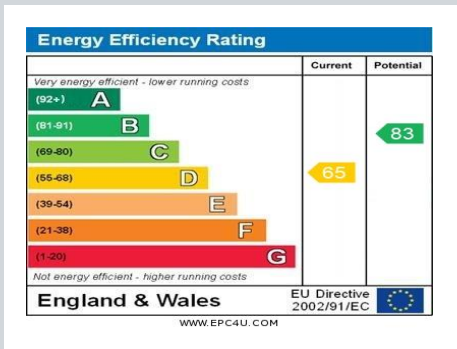 Energy Efficiency Rating
Current Potential
Very energy efficient - lower running costs
(92+) A
(81-91) B
83
(69-80) C
(55-68) D
65
(39-54) E
(21-38) F
(1-20) G
Not energy efficient - higher running costs
England & Wales
EU Directive
2002/91/EC
WWW.EPC4U.COM